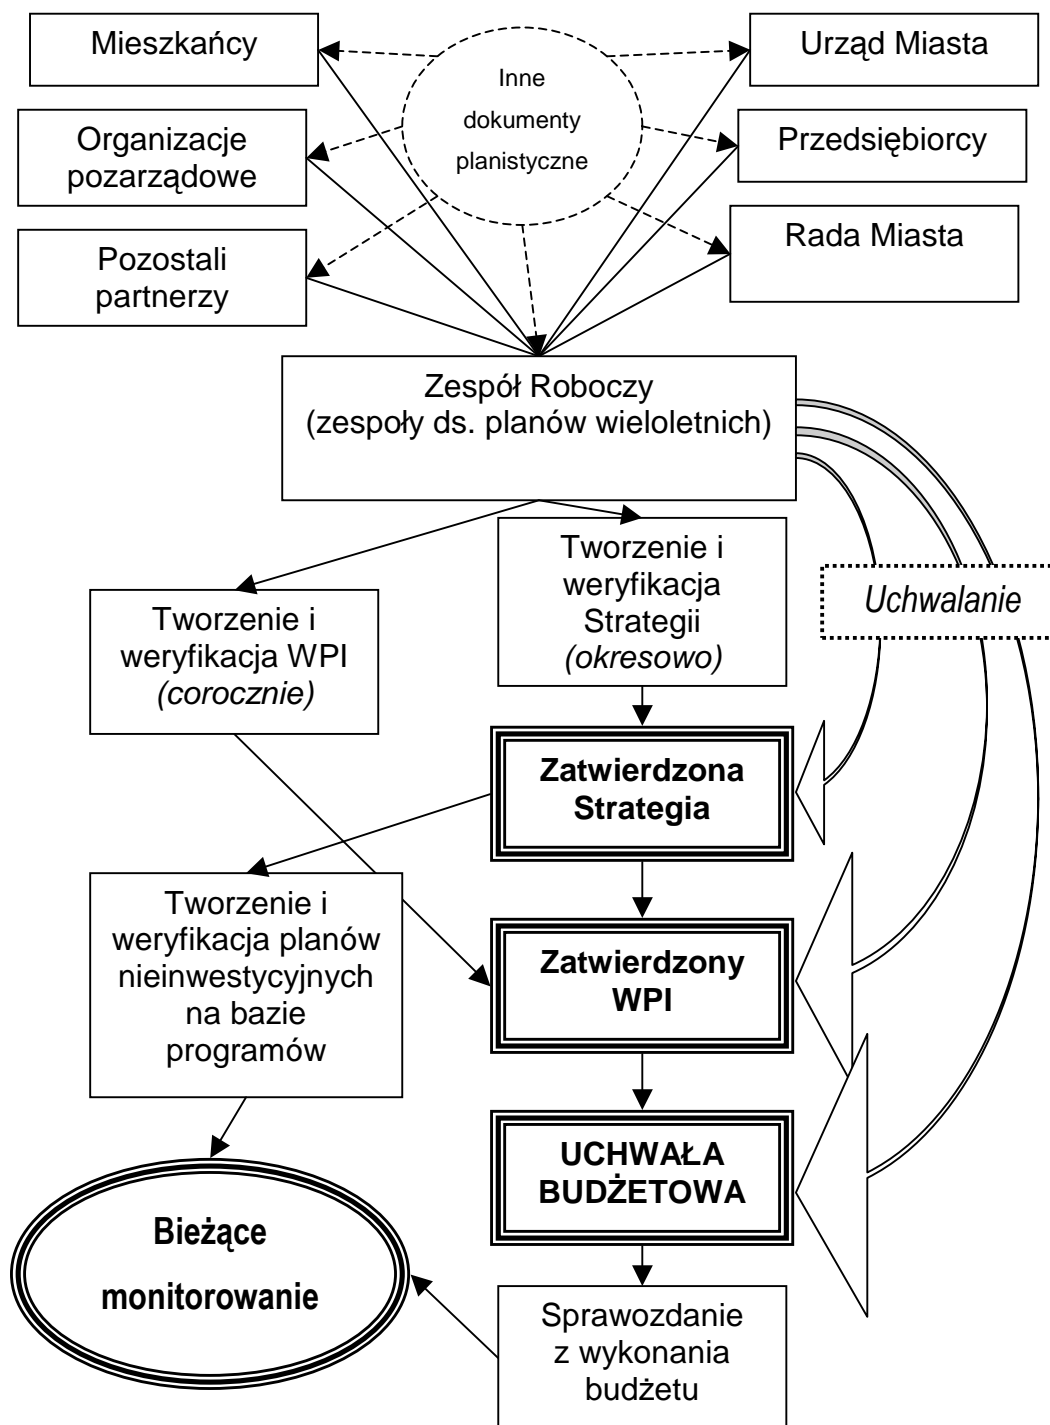 Mieszkańcy
Inne
dokumenty
planistyczne
Urząd Miasta
Organizacje
pozarządowe
Przedsiębiorcy
Pozostali
partnerzy
Rada Miasta
Zespół Roboczy
(zespoły ds. planów wieloletnich)
Tworzenie i
weryfikacja WPI
(corocznie)
Tworzenie i
weryfikacja
Strategii
(okresowo)
Uchwalanie
Zatwierdzona
Strategia
Tworzenie i
weryfikacja planów
nieinwestycyjnych
na bazie
programów
Zatwierdzony
WPI
UCHWAŁA
BUDŻETOWA
Bieżące
monitorowanie
Sprawozdanie
z wykonania
budżetu